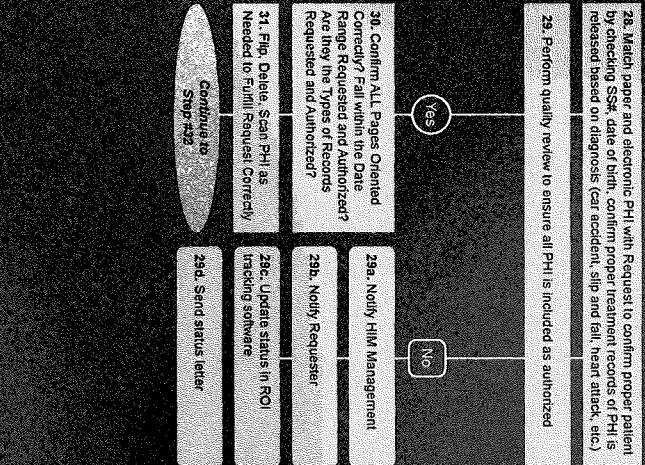 28. Match paper and electronic PHI with Request to confirm proper patient
by checking SS#, date of birth, confirm proper treatment records of PHI is
released based on diagnosis (car accident, slip and fall, heart attack, etc.)
29. Perform quality review to ensure all PHI is included as authorized
Yes
30. Confirm ALL Pages Oriented
Correctly? Fall within the Date
Range Requested and Authorized?
Are they the Types of Records
Requested and Authorized?
31. Flip, Delete, Scan PHI as
Needed to Fulfill Request Correctly
Continue to
Step #32
No
29a. Notify HIM Management
29b. Notify Requester
29c. Update status in ROI
tracking software
29d. Send status letter